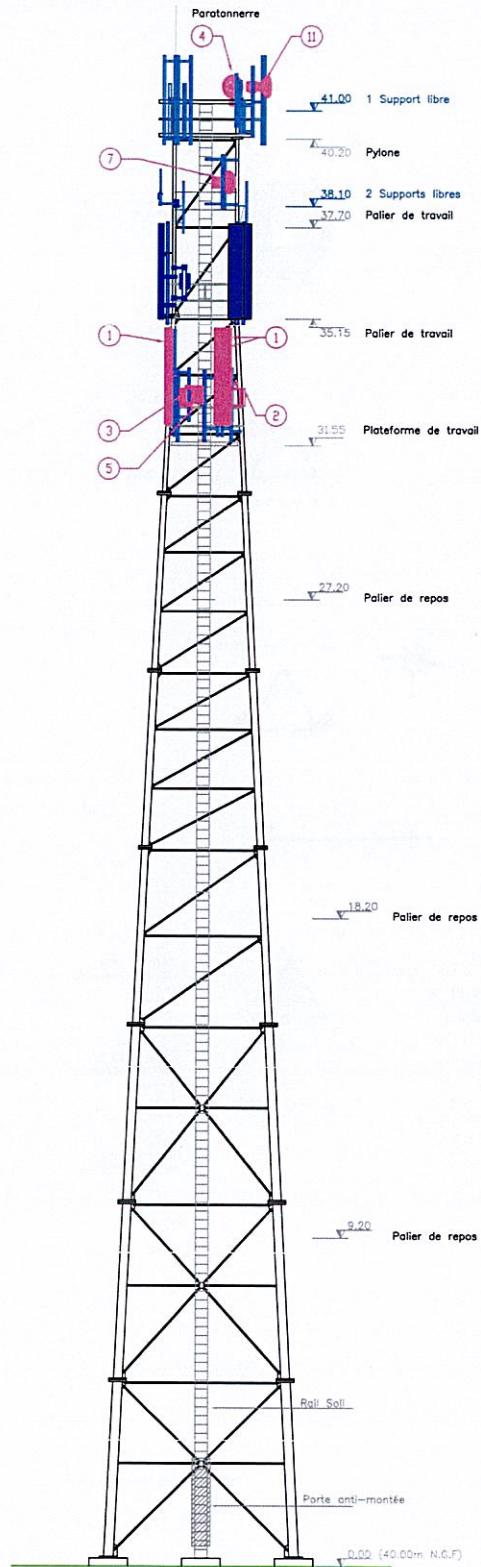 Paratonnerre
4
11
41.00 1 Support libre
40.20 Pylone
7
38.10 2 Supports libres
37.70 Palier de travail
35.15 Palier de travail
1
1
2
3
31.55 Plateforme de travail
5
27.20 Palier de repos
18.20 Palier de repos
9.20 Palier de repos
Rail Soll
Porte anti-montée
0.00 (40.00m N.G.F)